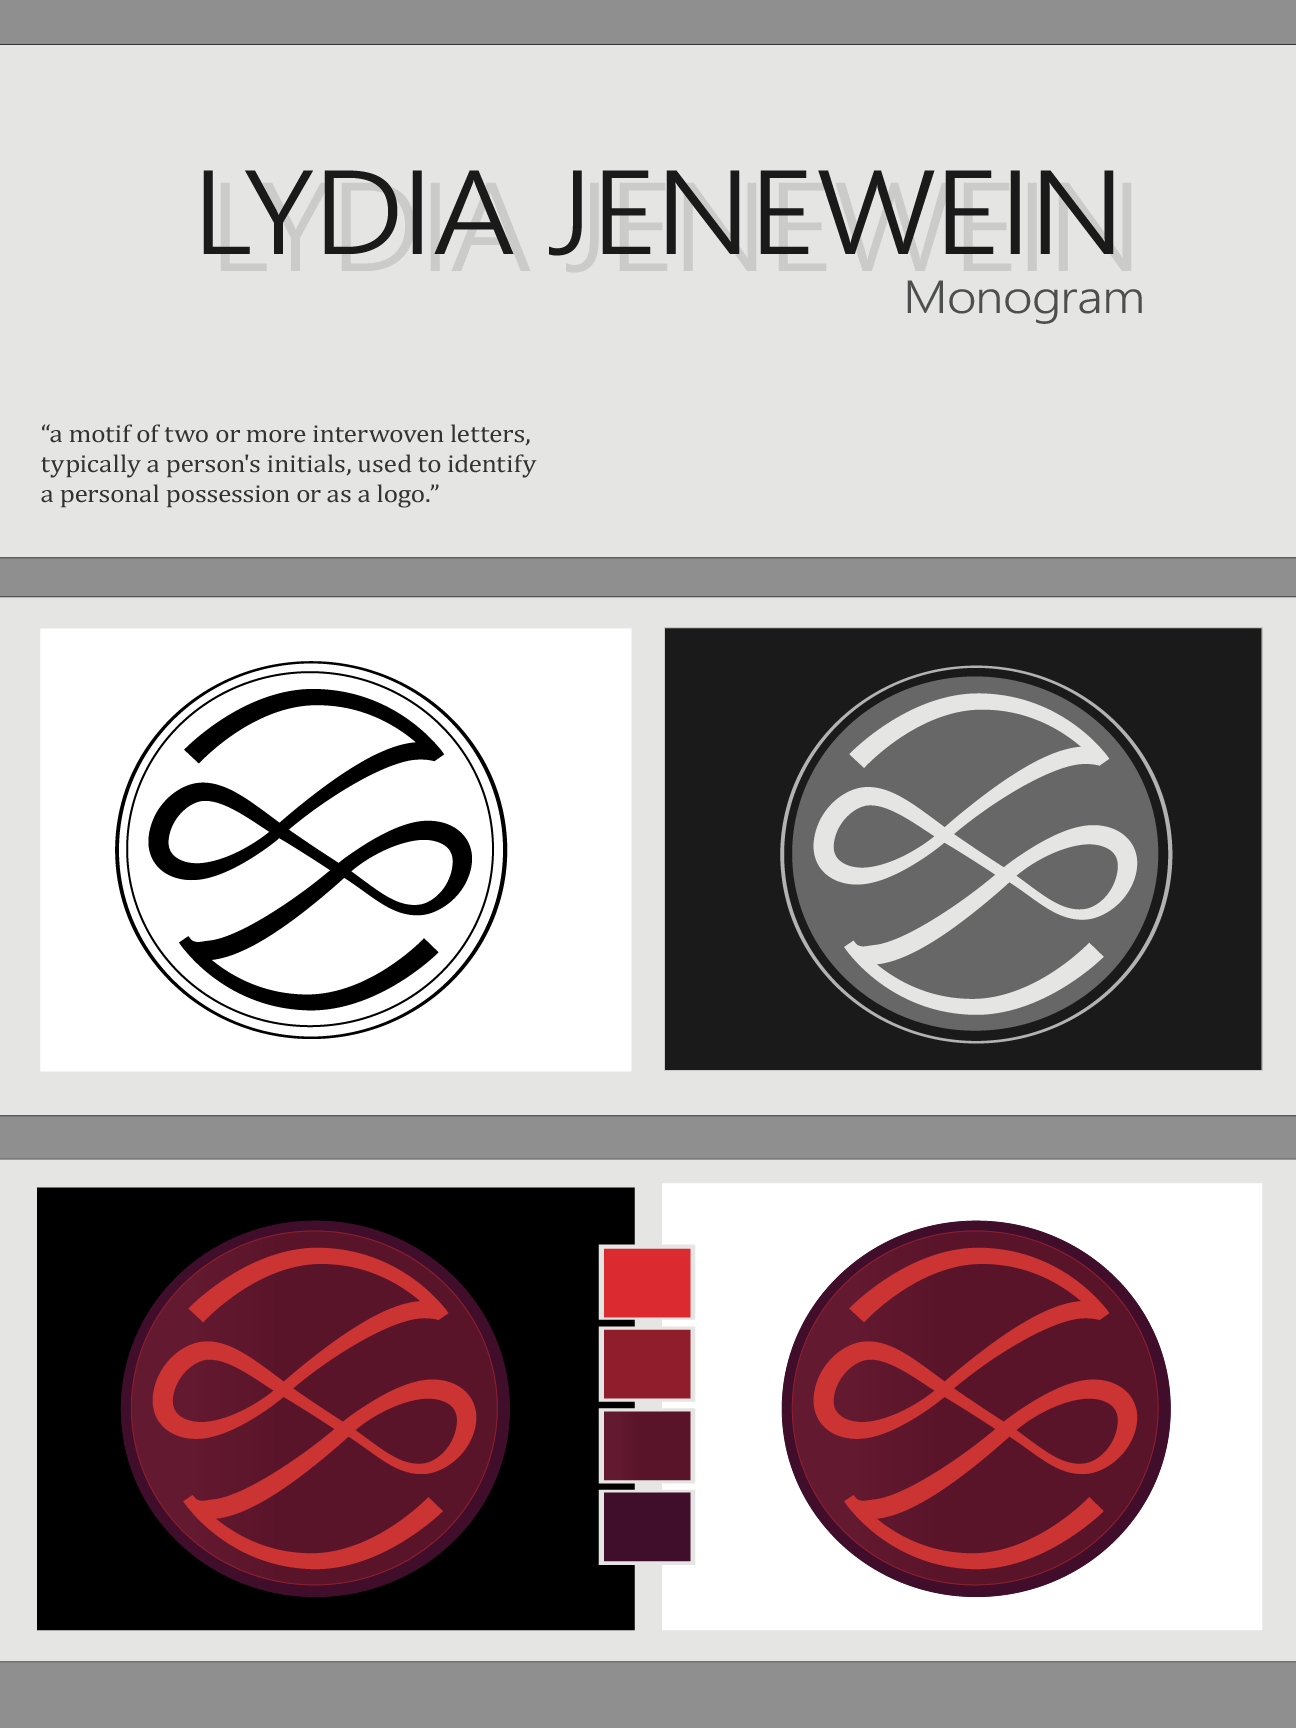 LYDIA JENEWEIN
Monogram
“a motif of two or more interwoven letters,
typically a person's initials, used to identify
a personal possession or as a logo.”